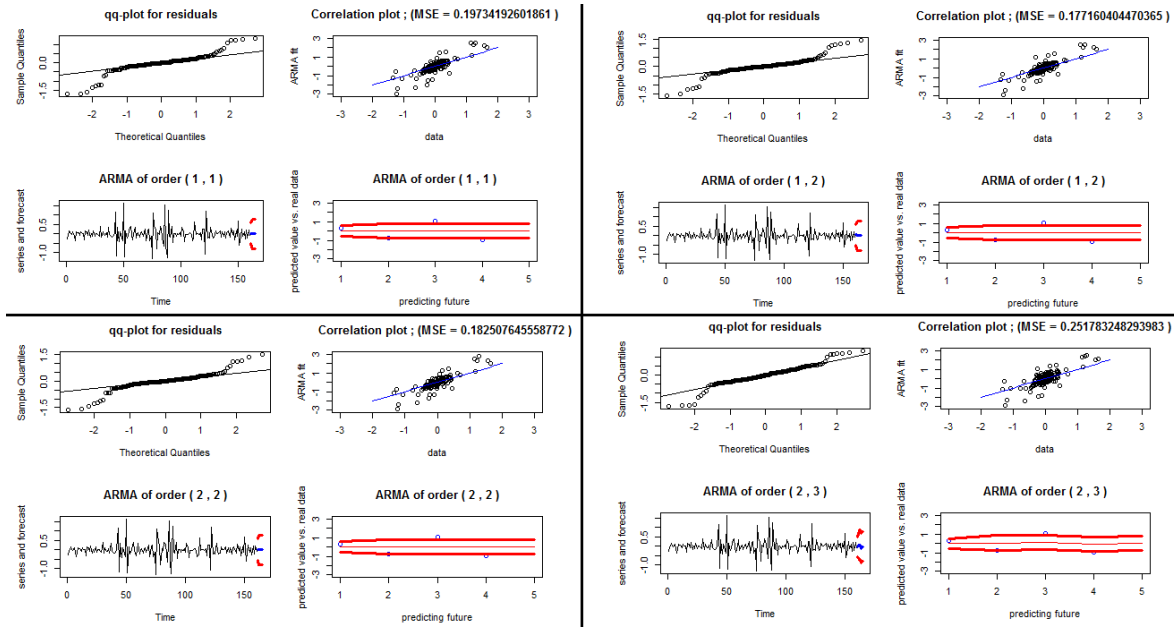 qq-plot for residuals
Sample Quantiles
-1.5 0.0 1.5
-2 -1 0 1 2
Theoretical Quantiles
Correlation plot ; (MSE = 0.19734192601861)
ARMA fit
-3 -1 1 3
-3 -2 -1 0 1 2 3
data
ARMA of order ( 1 , 1 )
series and forecast
-1.0 0.5
0 50 100 150
Time
ARMA of order ( 1 , 1 )
predicted value vs. real data
-3 -1 1 3
1 2 3 4 5
predicting future
qq-plot for residuals
Sample Quantiles
-1.5 0.0 1.5
-2 -1 0 1 2
Theoretical Quantiles
Correlation plot ; (MSE = 0.177160404470365)
ARMA fit
-3 -1 1 3
-3 -2 -1 0 1 2 3
data
ARMA of order ( 1 , 2 )
series and forecast
-1.0 0.5
0 50 100 150
Time
ARMA of order ( 1 , 2 )
predicted value vs. real data
-3 -1 1 3
1 2 3 4 5
predicting future
qq-plot for residuals
Sample Quantiles
-1.5 0.0 1.5
-2 -1 0 1 2
Theoretical Quantiles
Correlation plot ; (MSE = 0.182507645558772)
ARMA fit
-3 -1 1 3
-3 -2 -1 0 1 2 3
data
ARMA of order ( 2 , 2 )
series and forecast
-1.0 0.5
0 50 100 150
Time
ARMA of order ( 2 , 2 )
predicted value vs. real data
-3 -1 1 3
1 2 3 4 5
predicting future
qq-plot for residuals
Sample Quantiles
-1.5 0.0 1.5
-2 -1 0 1 2
Theoretical Quantiles
Correlation plot ; (MSE = 0.251783248293983)
ARMA fit
-3 -1 1 3
-3 -2 -1 0 1 2 3
data
ARMA of order ( 2 , 3 )
series and forecast
-1.0 0.5
0 50 100 150
Time
ARMA of order ( 2 , 3 )
predicted value vs. real data
-3 -1 1 3
1 2 3 4 5
predicting future